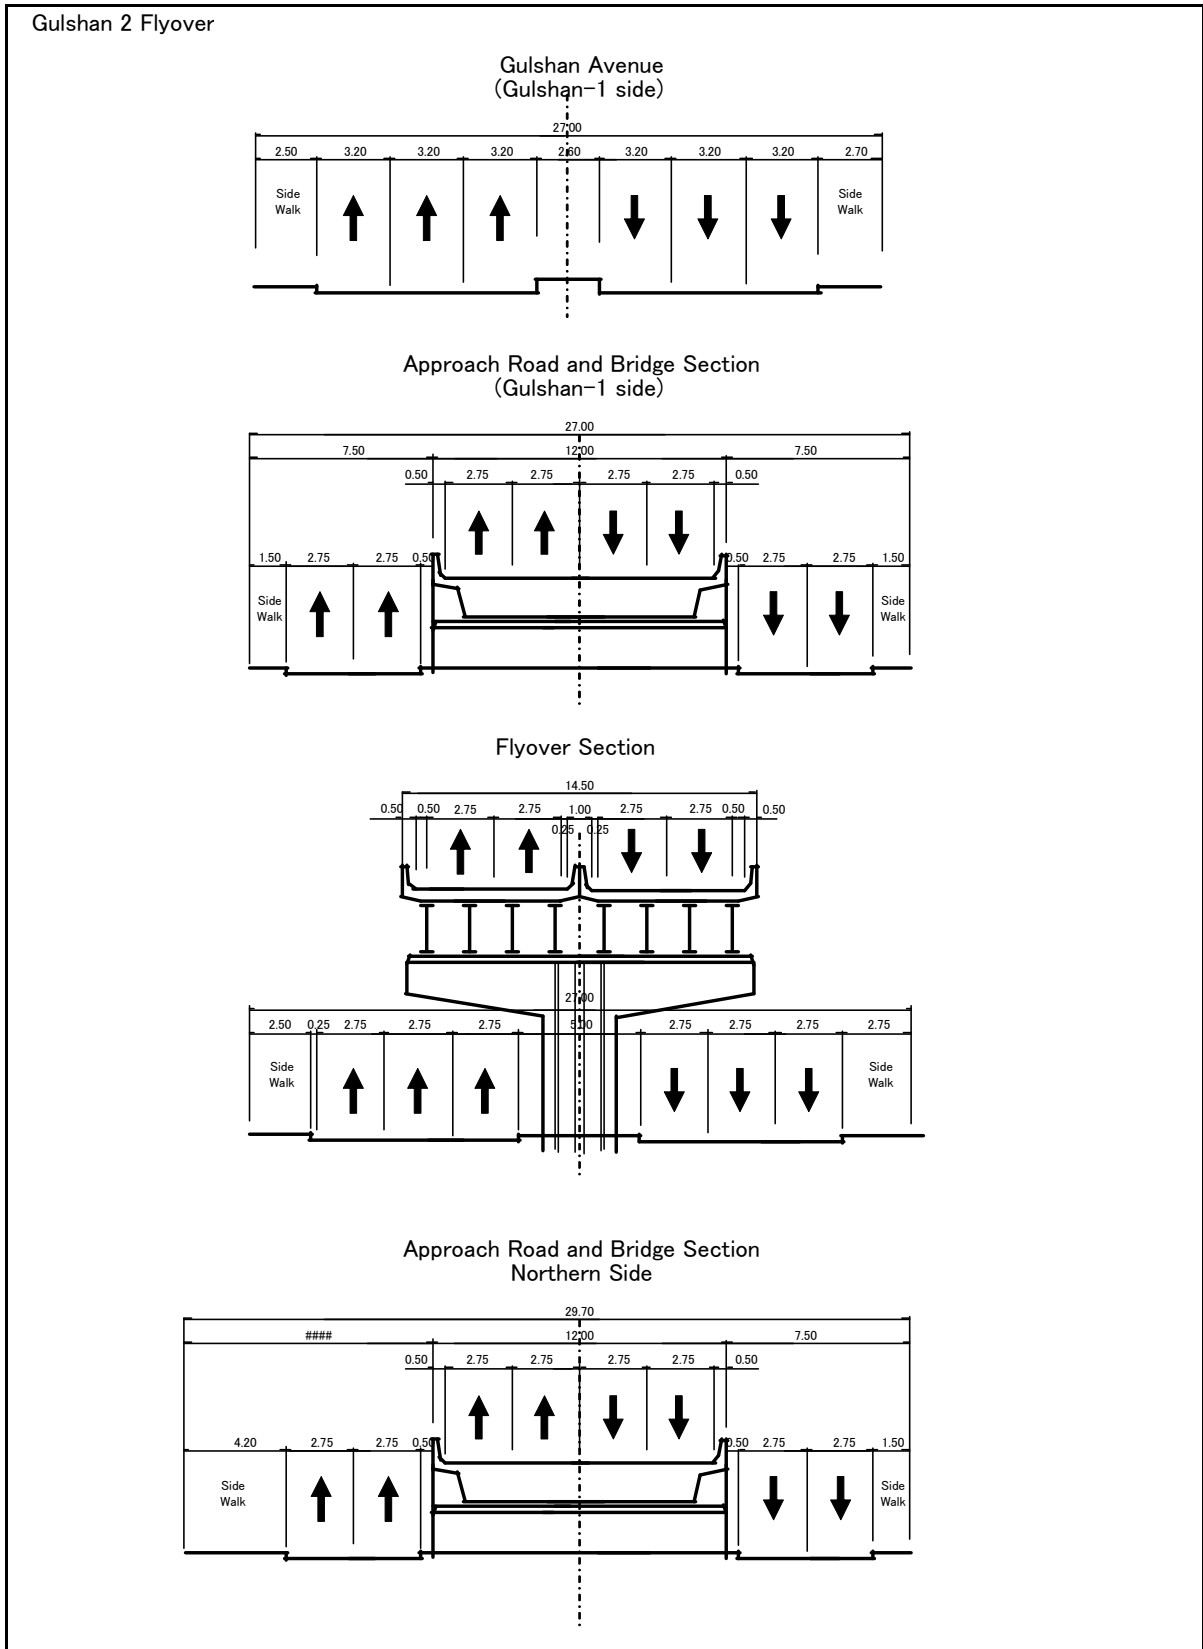 Gulshan 2 Flyover
Gulshan Avenue
(Gulshan-1 side)
27.00
2.50 3.20 3.20 3.20 2.60 3.20 3.20 3.20 2.70
Side Side
Walk Walk
Approach Road and Bridge Section
(Gulshan-1 side)
27.00
7.50 12.00 7.50
0.50 2.75 2.75 2.75 2.75 0.50
1.50 2.75 2.75 0.50 0.50 2.75 2.75 1.50
Side Side
Walk Walk
Flyover Section
14.50
0.50 0.50 2.75 2.75 1.00 2.75 2.75 0.50 0.50
0.25 0.25
27.00
2.50 0.25 2.75 2.75 2.75 5.00 2.75 2.75 2.75 2.75
Side Side
Walk Walk
Approach Road and Bridge Section
Northern Side
29.70
#### 12.00 7.50
0.50 2.75 2.75 2.75 2.75 0.50
4.20 2.75 2.75 0.50 0.50 2.75 2.75 1.50
Side Side
Walk Walk